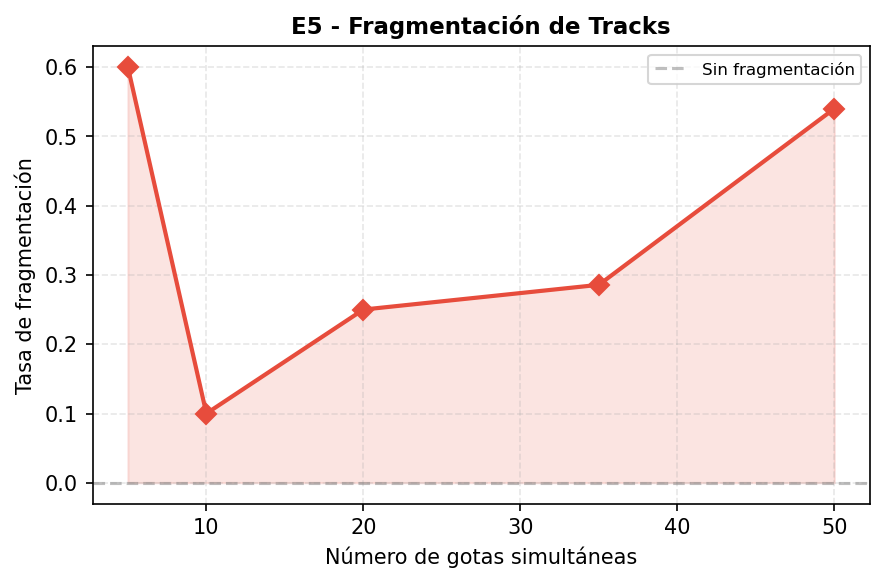 E5 - Fragmentación de Tracks
Sin fragmentación
Tasa de fragmentación
0.6
0.5
0.4
0.3
0.2
0.1
0.0
10 20 30 40 50
Número de gotas simultáneas